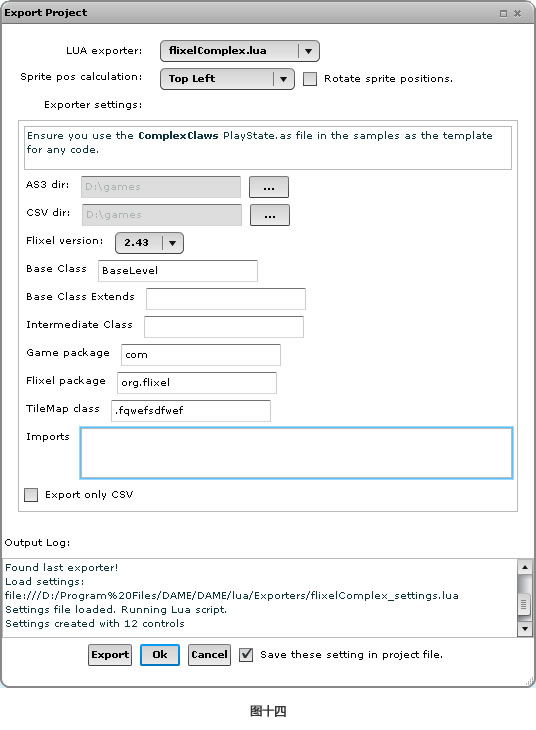 Export Project
LUA exporter: flixelComplex.lua
Sprite pos calculation: Top Left Rotate sprite positions.
Exporter settings:
Ensure you use the ComplexClaws PlayState.as file in the samples as the template
for any code.
AS3 dir: D:\games ...
CSV dir: D:\games ...
Flixel version: 2.43
Base Class BaseLevel
Base Class Extends
Intermediate Class
Game package com
Flixel package org.flixel
TileMap class .fqwefsdfwef
Imports
Export only CSV
Output Log:
Found last exporter!
Load settings:
file:///D:/Program%20Files/DAME/DAME/lua/Exporters/flixelComplex_settings.lua
Settings file loaded. Running Lua script.
Settings created with 12 controls
Export Ok Cancel Save these setting in project file.
图十四